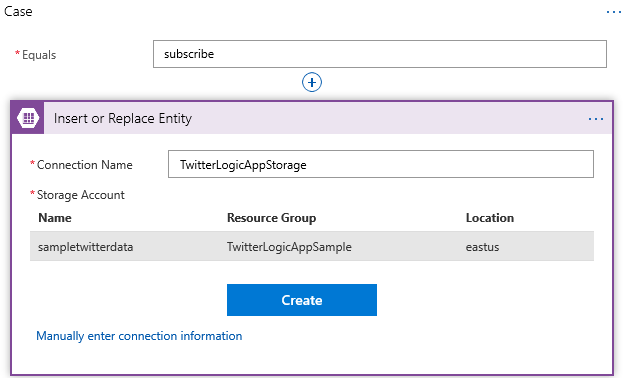 Case
*Equals subscribe
Insert or Replace Entity
*Connection Name TwitterLogicAppStorage
*Storage Account
Name Resource Group Location
sampletwitterdata TwitterLogicAppSample eastus
Create
Manually enter connection information